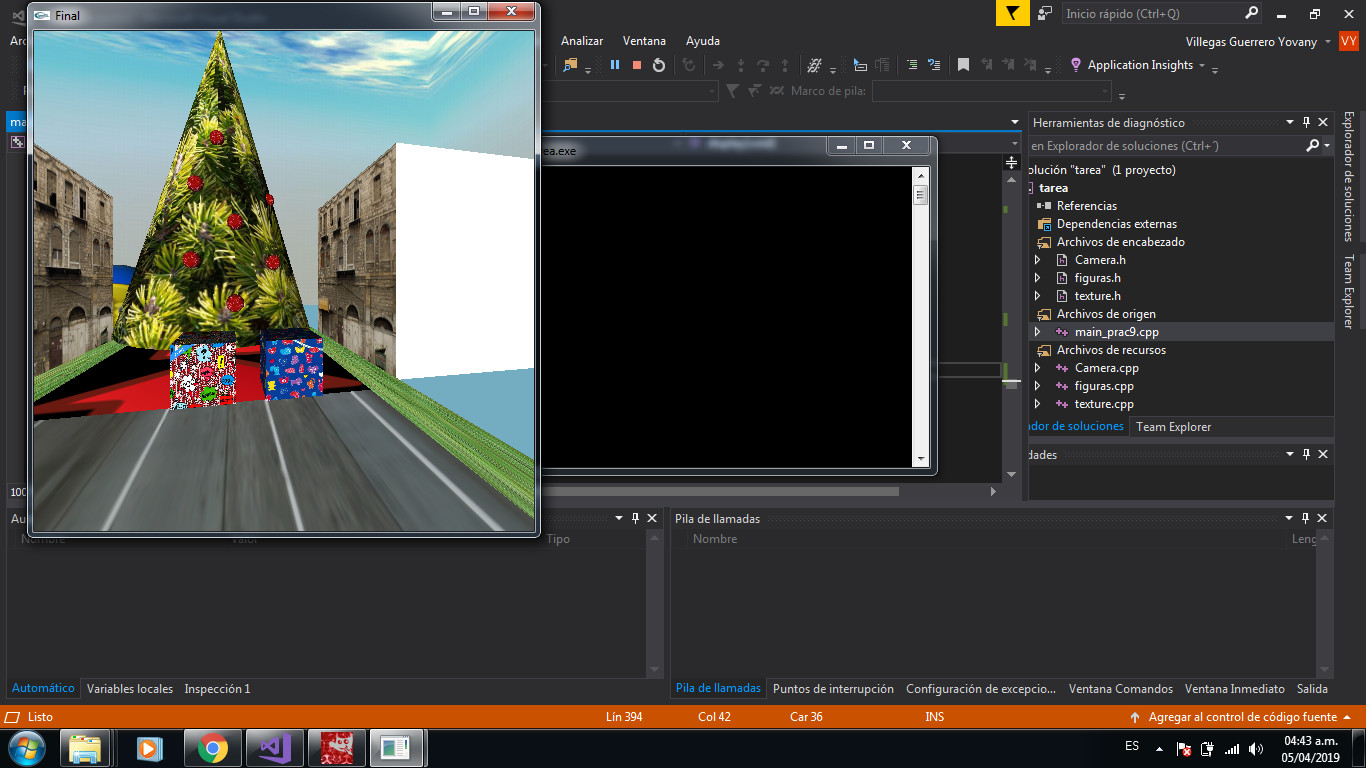 Final
Inicio rápido (Ctrl+Q)
Analizar Ventana Ayuda
Villegas Guerrero Yovany
VY
Application Insights
Marco de pila:
ea.exe
Herramientas de diagnóstico
en Explorador de soluciones (Ctrl+´)
olución "tarea" (1 proyecto)
tarea
Referencias
Dependencias externas
Archivos de encabezado
Camera.h
figuras.h
texture.h
Archivos de origen
main_prac9.cpp
Archivos de recursos
Camera.cpp
figuras.cpp
texture.cpp
dor de soluciones Team Explorer
dades
Explorador de soluciones
Team Explorer
100
Au
Nombre Valor Tipo
Pila de llamadas
Nombre Leng
Automático Variables locales Inspección 1
Pila de llamadas Puntos de interrupción Configuración de excepcio... Ventana Comandos Ventana Inmediato Salida
Listo Lín 394 Col 42 Car 36 INS Agregar al control de código fuente
ES
04:43 a.m.
05/04/2019